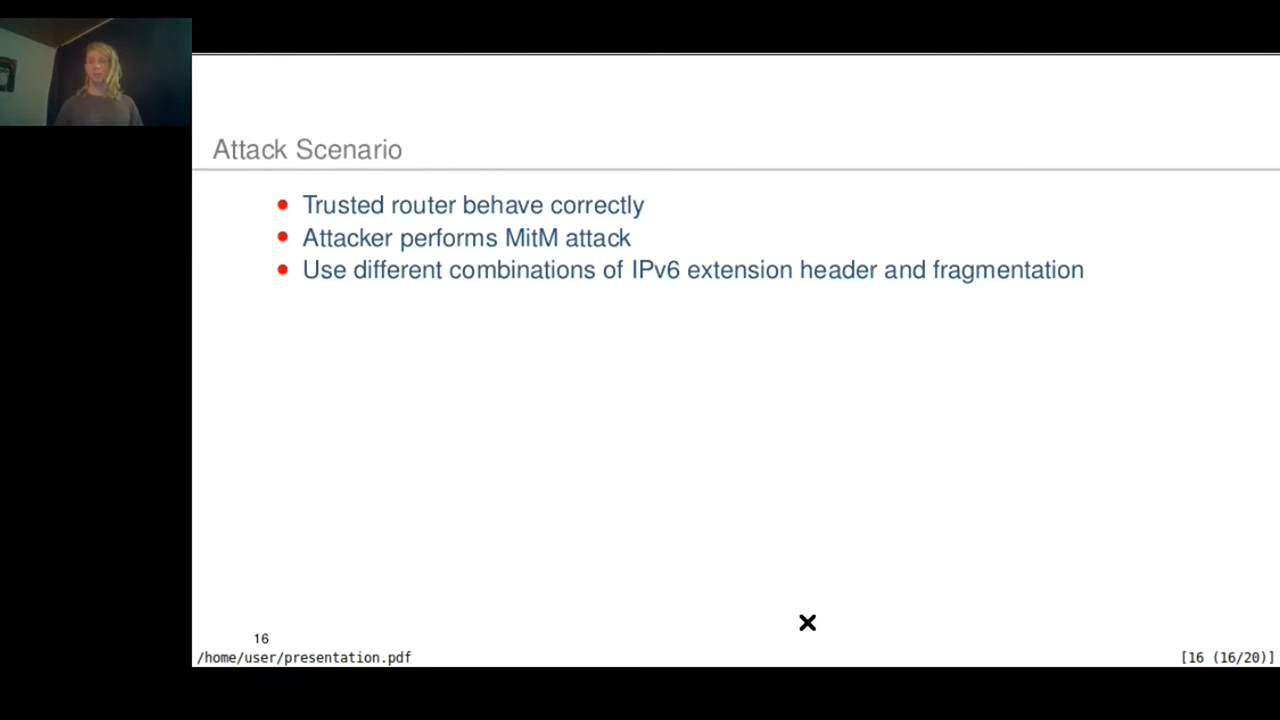 Attack Scenario
Trusted router behave correctly
Attacker performs MitM attack
Use different combinations of IPv6 extension header and fragmentation
16
/home/user/presentation.pdf
[16 (16/20)]